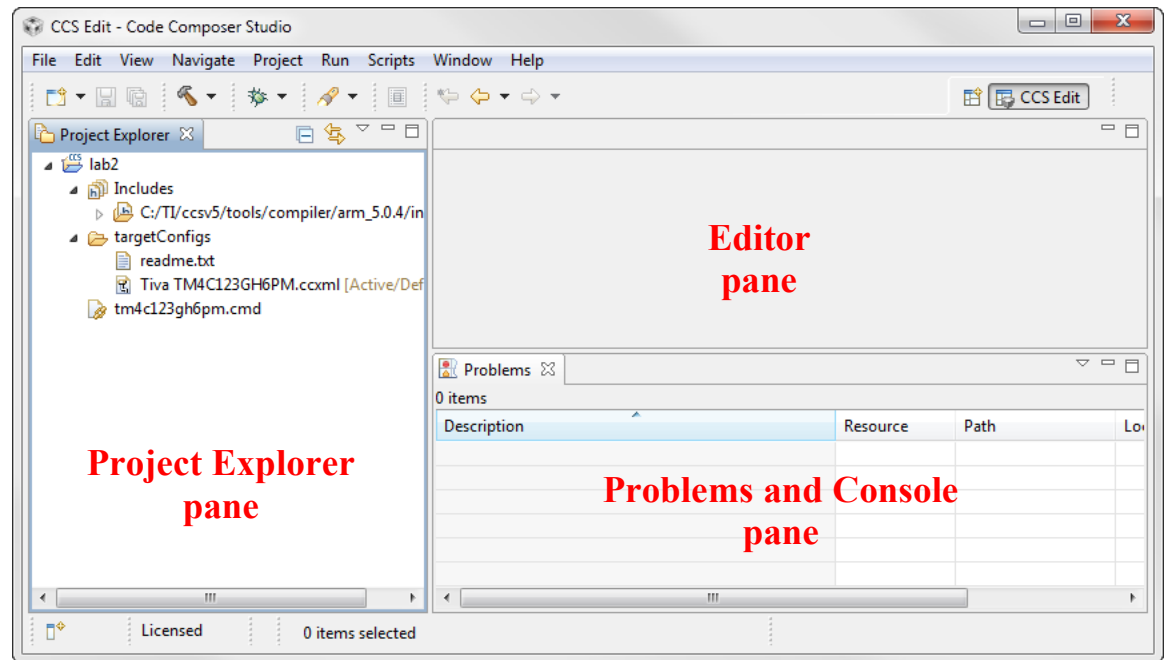 CCS Edit - Code Composer Studio
File Edit View Navigate Project Run Scripts Window Help
CCS Edit
Project Explorer
lab2
Includes
C:/TI/ccsv5/tools/compiler/arm_5.0.4/in
targetConfigs
readme.txt
Tiva TM4C123GH6PM.ccxml [Active/Def
tm4c123gh6pm.cmd
Project Explorer
pane
Editor
pane
Problems
0 items
Description Resource Path Lo
Problems and Console
pane
Licensed 0 items selected